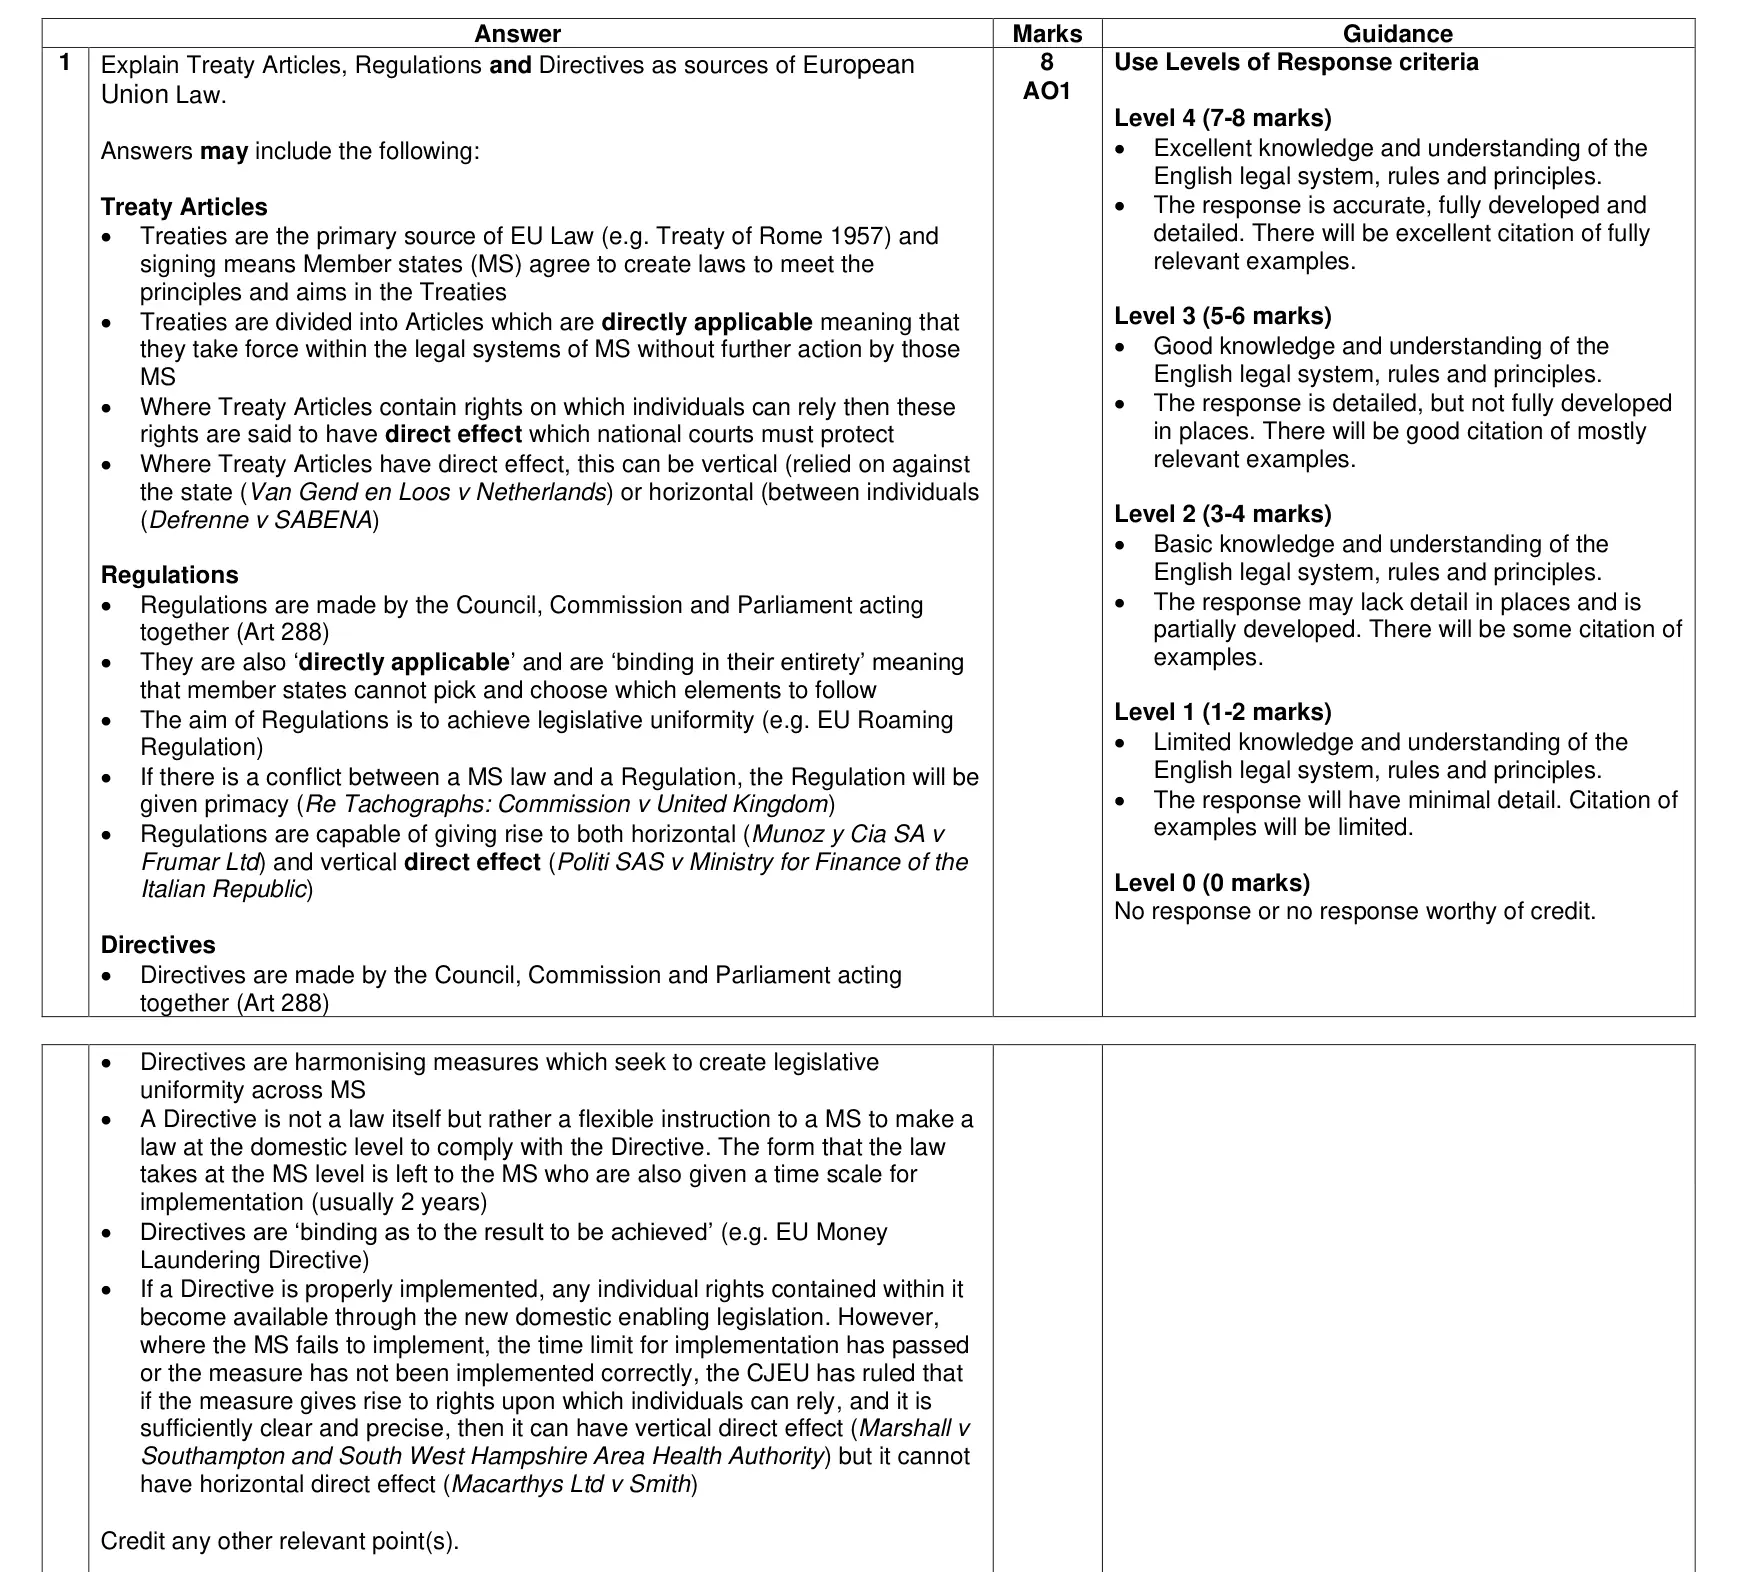 Answer
Marks
Guidance
1
Explain Treaty Articles, Regulations and Directives as sources of European
Union Law.
Answers may include the following:
Treaty Articles
• Treaties are the primary source of EU Law (e.g. Treaty of Rome 1957) and
signing means Member states (MS) agree to create laws to meet the
principles and aims in the Treaties
• Treaties are divided into Articles which are directly applicable meaning that
they take force within the legal systems of MS without further action by those
MS
• Where Treaty Articles contain rights on which individuals can rely then these
rights are said to have direct effect which national courts must protect
• Where Treaty Articles have direct effect, this can be vertical (relied on against
the state (Van Gend en Loos v Netherlands) or horizontal (between individuals
(Defrenne v SABENA)
Regulations
• Regulations are made by the Council, Commission and Parliament acting
together (Art 288)
• They are also ‘directly applicable’ and are ‘binding in their entirety’ meaning
that member states cannot pick and choose which elements to follow
• The aim of Regulations is to achieve legislative uniformity (e.g. EU Roaming
Regulation)
• If there is a conflict between a MS law and a Regulation, the Regulation will be
given primacy (Re Tachographs: Commission v United Kingdom)
• Regulations are capable of giving rise to both horizontal (Munoz y Cia SA v
Frumar Ltd) and vertical direct effect (Politi SAS v Ministry for Finance of the
Italian Republic)
Directives
• Directives are made by the Council, Commission and Parliament acting
together (Art 288)
8
AO1
Use Levels of Response criteria
Level 4 (7-8 marks)
• Excellent knowledge and understanding of the
English legal system, rules and principles.
• The response is accurate, fully developed and
detailed. There will be excellent citation of fully
relevant examples.
Level 3 (5-6 marks)
• Good knowledge and understanding of the
English legal system, rules and principles.
• The response is detailed, but not fully developed
in places. There will be good citation of mostly
relevant examples.
Level 2 (3-4 marks)
• Basic knowledge and understanding of the
English legal system, rules and principles.
• The response may lack detail in places and is
partially developed. There will be some citation of
examples.
Level 1 (1-2 marks)
• Limited knowledge and understanding of the
English legal system, rules and principles.
• The response will have minimal detail. Citation of
examples will be limited.
Level 0 (0 marks)
No response or no response worthy of credit.
• Directives are harmonising measures which seek to create legislative
uniformity across MS
• A Directive is not a law itself but rather a flexible instruction to a MS to make a
law at the domestic level to comply with the Directive. The form that the law
takes at the MS level is left to the MS who are also given a time scale for
implementation (usually 2 years)
• Directives are ‘binding as to the result to be achieved’ (e.g. EU Money
Laundering Directive)
• If a Directive is properly implemented, any individual rights contained within it
become available through the new domestic enabling legislation. However,
where the MS fails to implement, the time limit for implementation has passed
or the measure has not been implemented correctly, the CJEU has ruled that
if the measure gives rise to rights upon which individuals can rely, and it is
sufficiently clear and precise, then it can have vertical direct effect (Marshall v
Southampton and South West Hampshire Area Health Authority) but it cannot
have horizontal direct effect (Macarthys Ltd v Smith)
Credit any other relevant point(s).